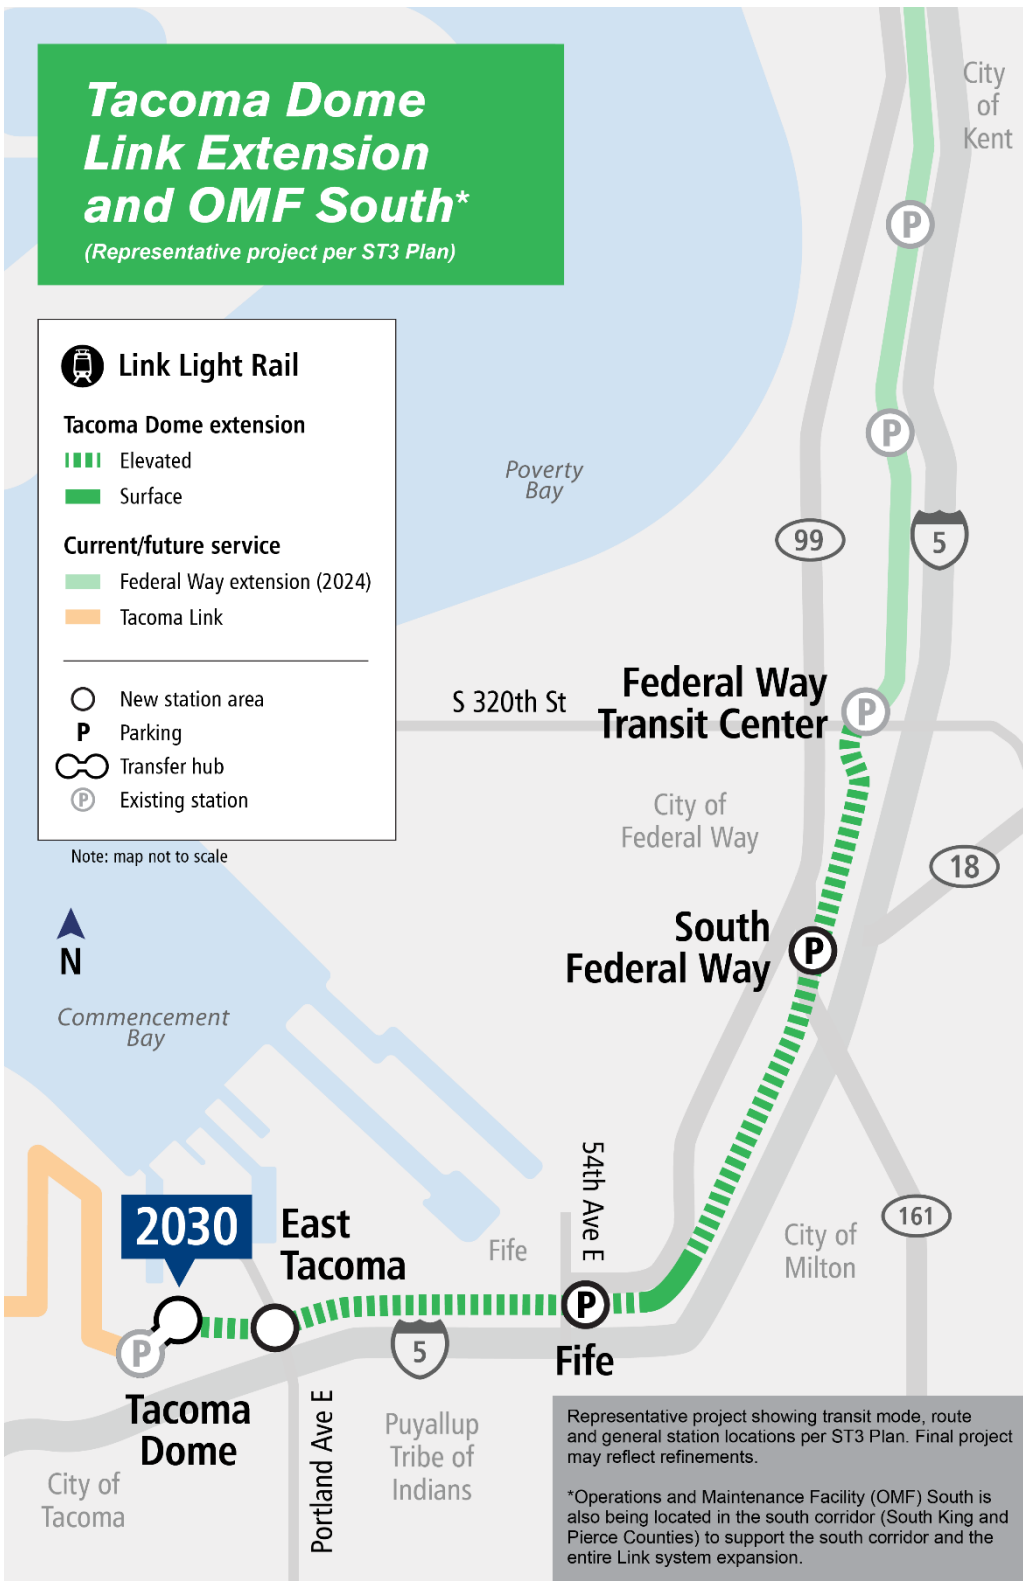 Tacoma Dome
Link Extension
and OMF South*
(Representative project per ST3 Plan)
City
of
Kent
P
Link Light Rail
Tacoma Dome extension
Elevated
Surface
Current/future service
Federal Way extension (2024)
Tacoma Link
New station area
P Parking
Transfer hub
P Existing station
Note: map not to scale
Poverty
Bay
P
99
5
S 320th St
Federal Way
Transit Center
P
City of
Federal Way
18
South
Federal Way
P
N
Commencement
Bay
54th Ave E
161
City of
Milton
2030
East
Tacoma
Fife
P
5
Fife
P
Tacoma
Dome
Portland Ave E
Puyallup
Tribe of
Indians
City of
Tacoma
Representative project showing transit mode, route
and general station locations per ST3 Plan. Final project
may reflect refinements.
*Operations and Maintenance Facility (OMF) South is
also being located in the south corridor (South King and
Pierce Counties) to support the south corridor and the
entire Link system expansion.